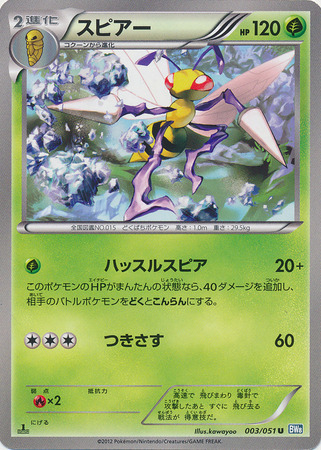 2進化
スピアー
HP120
コクーンから進化
全国図鑑NO.015 どくばちポケモン 高さ:1.0m 重さ:29.5kg
ハッスルスピア 20+
このポケモンのHPがまんたんの状態なら、40ダメージを追加し、
相手のバトルポケモンをどくとこんらんにする。
つきさす 60
弱点 抵抗力
×2
にげる
高速で 飛びまわり 毒針で
攻撃したあと すぐに 飛び去る
戦法が 得意だ。
1
EDITION
Illus.kawayoo
003/051 U
©2012 Pokémon/Nintendo/Creatures/GAME FREAK.